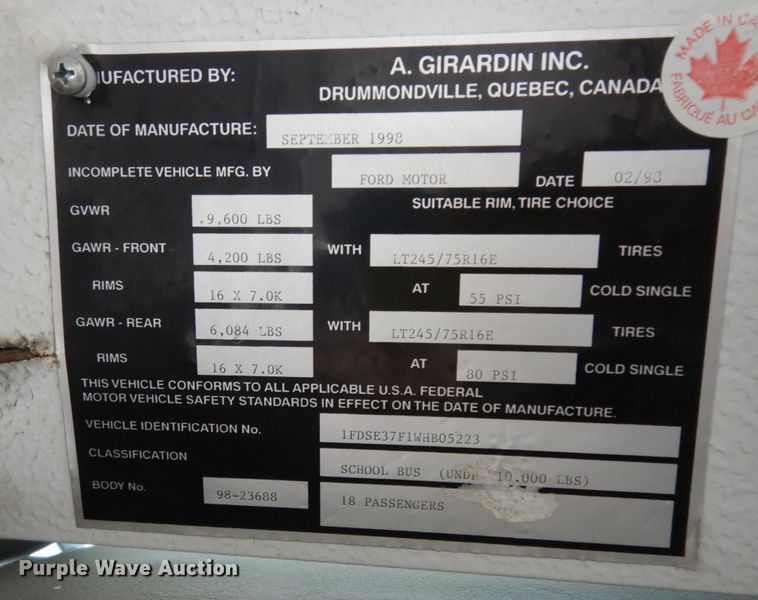 MADE IN CA
FABRIQUE AU CA
NUFACTURED BY: A. GIRARDIN INC.
DRUMMONDVILLE, QUEBEC, CANADA
DATE OF MANUFACTURE: SEPTEMBER 1998
INCOMPLETE VEHICLE MFG. BY FORD MOTOR DATE 02/98
GVWR 9,600 LBS SUITABLE RIM, TIRE CHOICE
GAWR - FRONT 4,200 LBS WITH LT245/75R16E TIRES
RIMS 16 X 7.0K AT 55 PSI COLD SINGLE
GAWR - REAR 6,084 LBS WITH LT245/75R16E TIRES
RIMS 16 X 7.0K AT 80 PSI COLD SINGLE
THIS VEHICLE CONFORMS TO ALL APPLICABLE U.S.A. FEDERAL
MOTOR VEHICLE SAFETY STANDARDS IN EFFECT ON THE DATE OF MANUFACTURE.
VEHICLE IDENTIFICATION No. 1FDSE37F1WHB05223
CLASSIFICATION SCHOOL BUS (UNDER 10.000 LBS)
BODY No. 98-23688 18 PASSENGERS
Purple Wave Auction